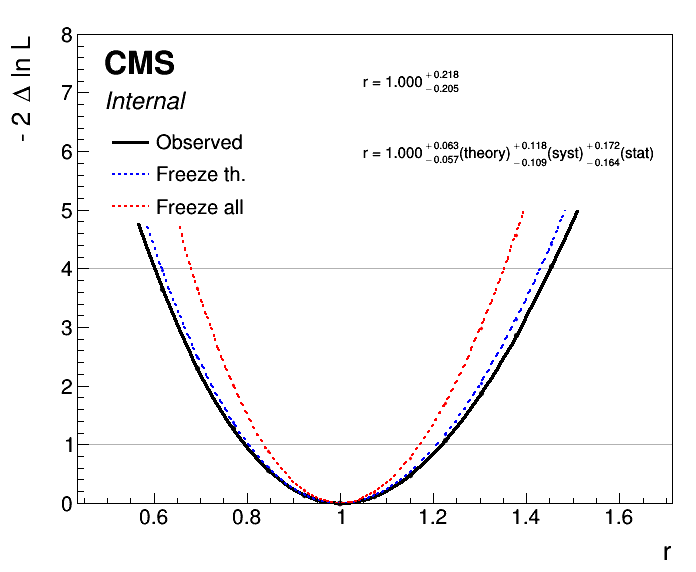 - 2 Δ ln L
8
7
6
5
4
3
2
1
0
CMS
Internal
Observed
Freeze th.
Freeze all
r = 1.000 +0.218 −0.205
r = 1.000 +0.063 −0.057 (theory) +0.118 −0.109 (syst) +0.172 −0.164 (stat)
0.6 0.8 1 1.2 1.4 1.6
r